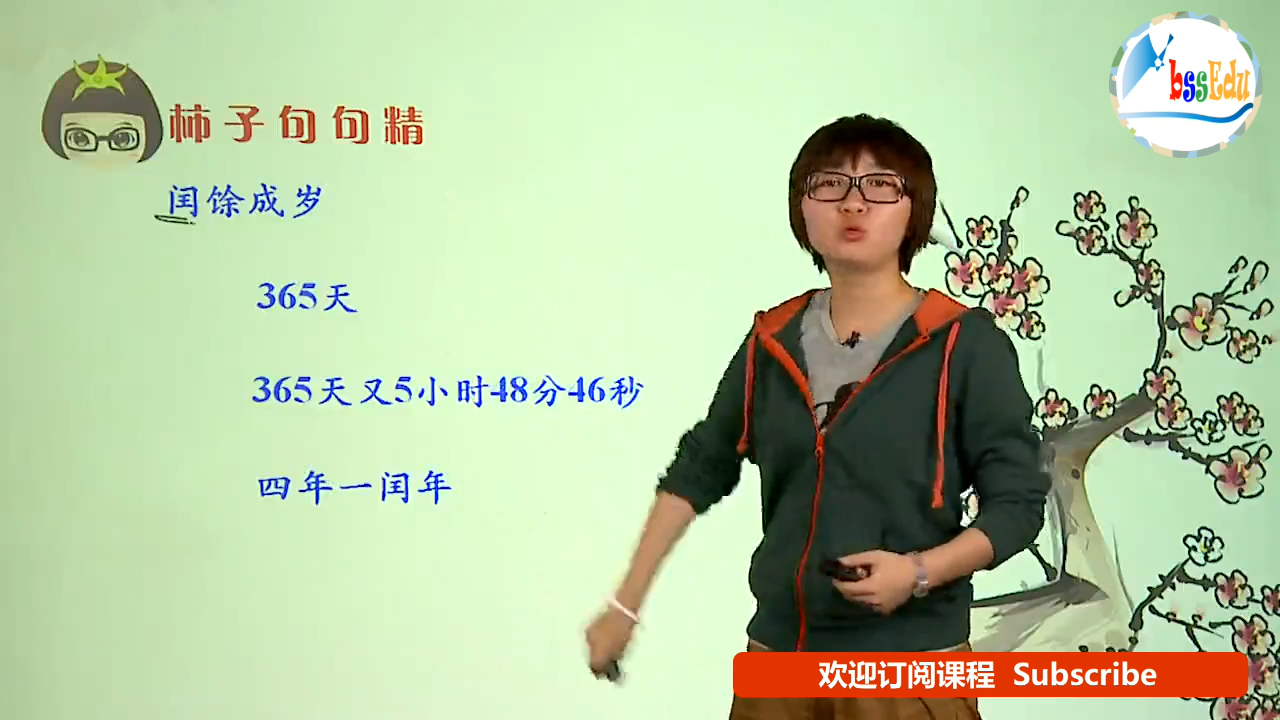 bssEdu
柿子句句精
闰馀成岁
365天
365天又5小时48分46秒
四年一闰年
欢迎订阅课程 Subscribe